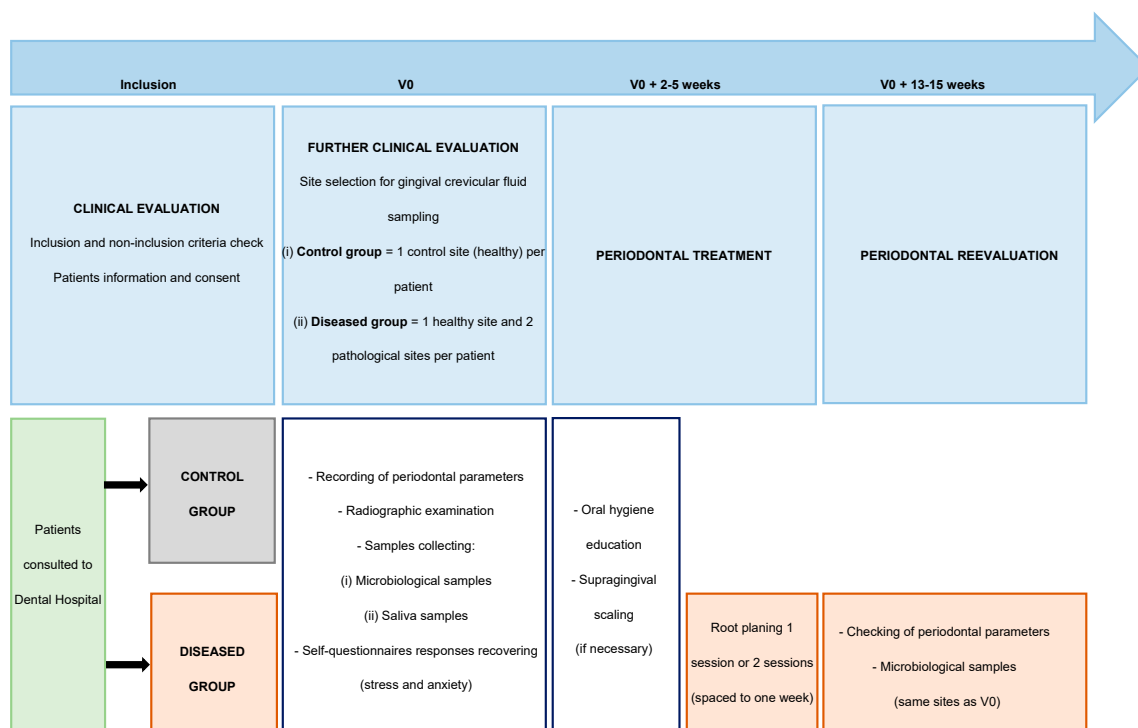 Inclusion
V0
V0 + 2-5 weeks
V0 + 13-15 weeks
CLINICAL EVALUATION
Inclusion and non-inclusion criteria check
Patients information and consent
FURTHER CLINICAL EVALUATION
Site selection for gingival crevicular fluid
sampling
(i) Control group = 1 control site (healthy) per
patient
(ii) Diseased group = 1 healthy site and 2
pathological sites per patient
PERIODONTAL TREATMENT
PERIODONTAL REEVALUATION
Patients
consulted to
Dental Hospital
CONTROL
GROUP
DISEASED
GROUP
- Recording of periodontal parameters
- Radiographic examination
- Samples collecting:
(i) Microbiological samples
(ii) Saliva samples
- Self-questionnaires responses recovering
(stress and anxiety)
- Oral hygiene
education
- Supragingival
scaling
(if necessary)
Root planing 1
session or 2 sessions
(spaced to one week)
- Checking of periodontal parameters
- Microbiological samples
(same sites as V0)